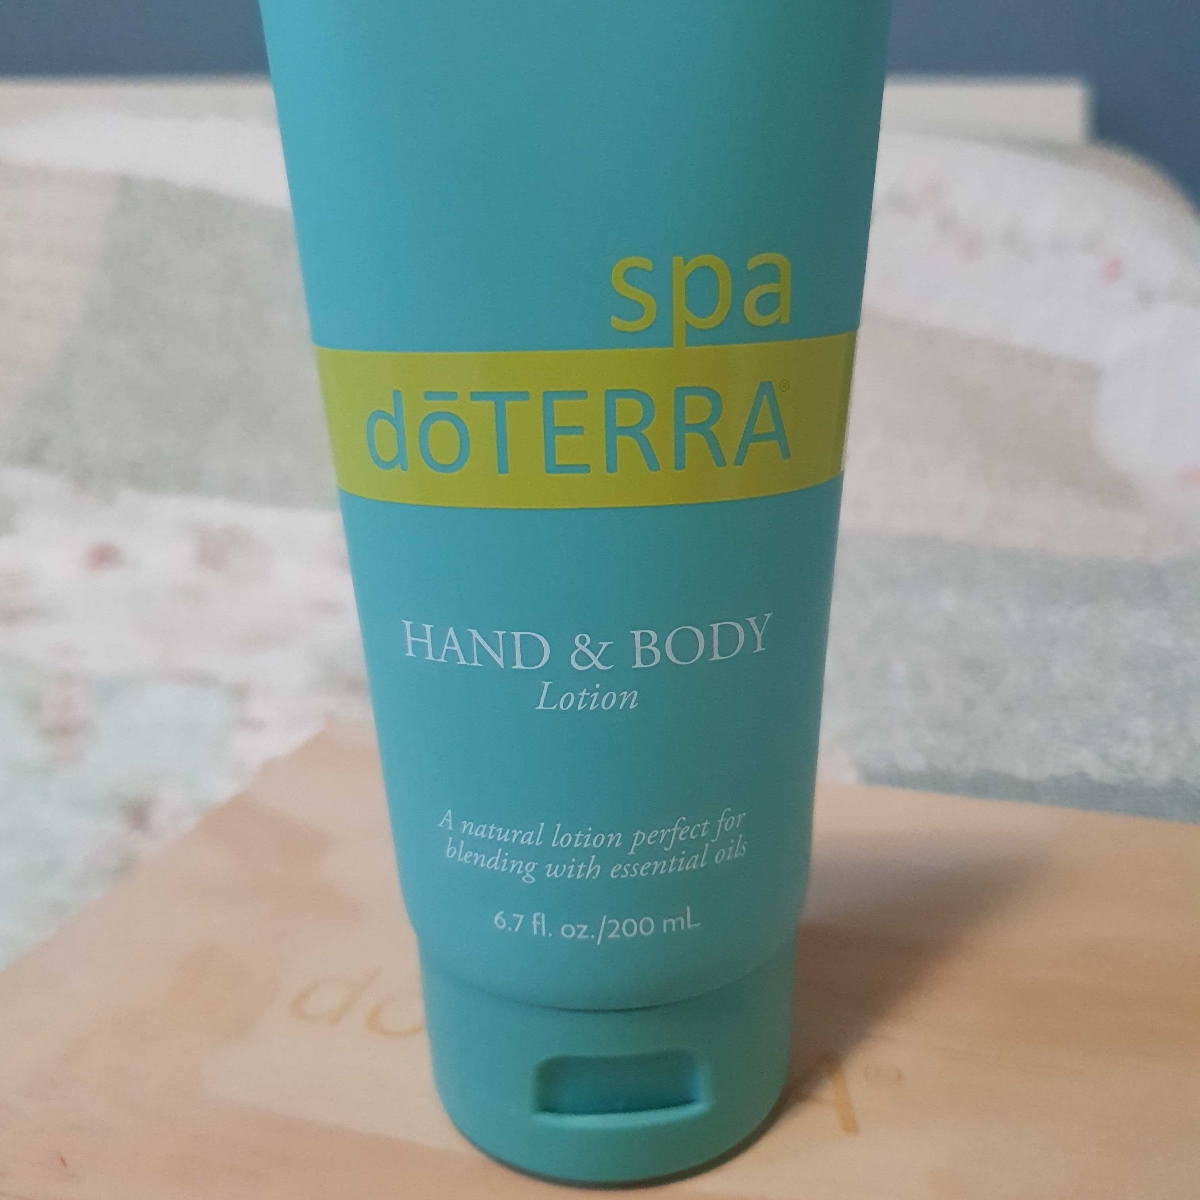 spa
dōTERRA®
HAND & BODY
Lotion
A natural lotion perfect for
blending with essential oils
6.7 fl. oz./200 mL
do A®